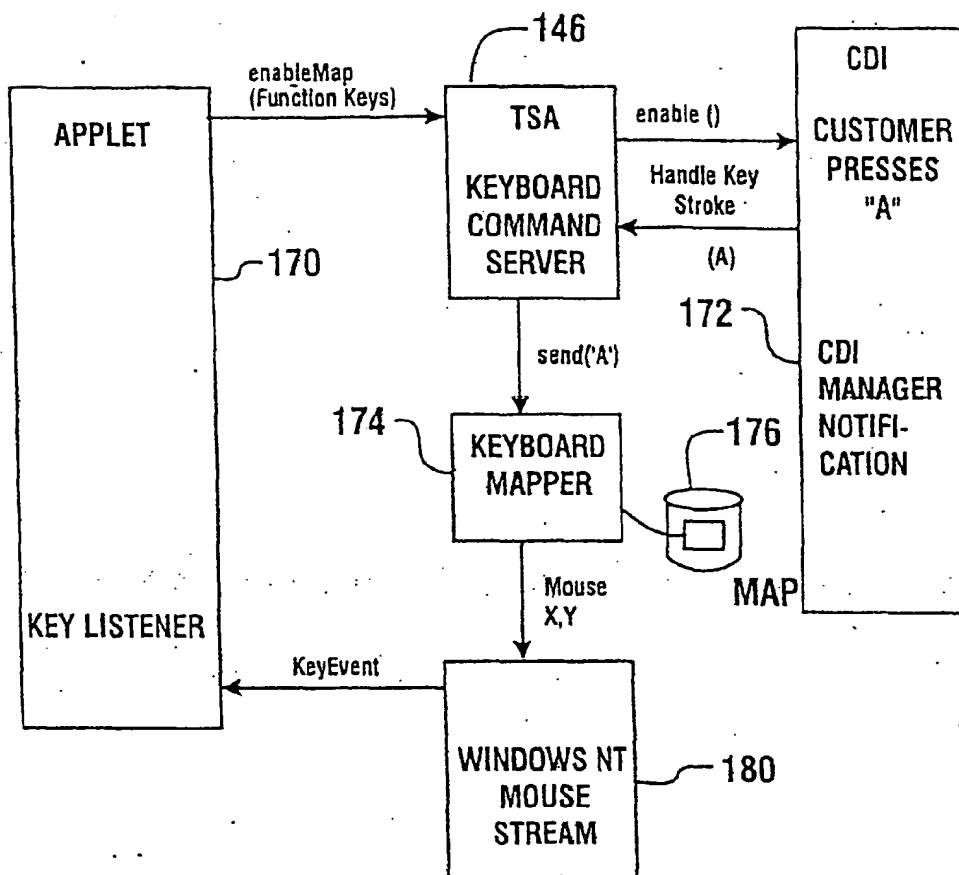 146
enableMap
(Function Keys)
APPLET
TSA
KEYBOARD
COMMAND
SERVER
enable ()
CDI
CUSTOMER
PRESSES
"A"
Handle Key
Stroke
(A)
170
172
CDI
MANAGER
NOTIFI-
CATION
send('A')
174
KEYBOARD
MAPPER
176
MAP
Mouse
X,Y
KEY LISTENER
KeyEvent
WINDOWS NT
MOUSE
STREAM
180